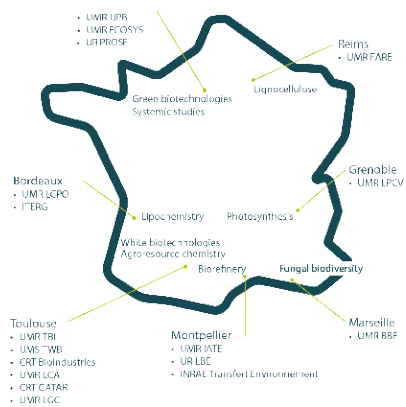 • UMR IJPB
• UMR ECOSYS
• UR PROSE
Reims
• UMR FARE
Lignocellulose
Green biotechnologies
Systemic studies
Grenoble
• UMR LPCV
Bordeaux
• UMR LCPO
• ITERG
Lipochemistry
Photosynthesis
White biotechnologies
Agroresource chemistry
Biorefinery
Fungal biodiversity
Toulouse
• UMR TBI
• UMS TWB
• CRT Bioindustries
• UMR LCA
• CRT CATAR
• UMR LGC
Montpellier
• UMR IATE
• UR LBE
• INRAE Transfert Environnement
Marseille
• UMR BBF